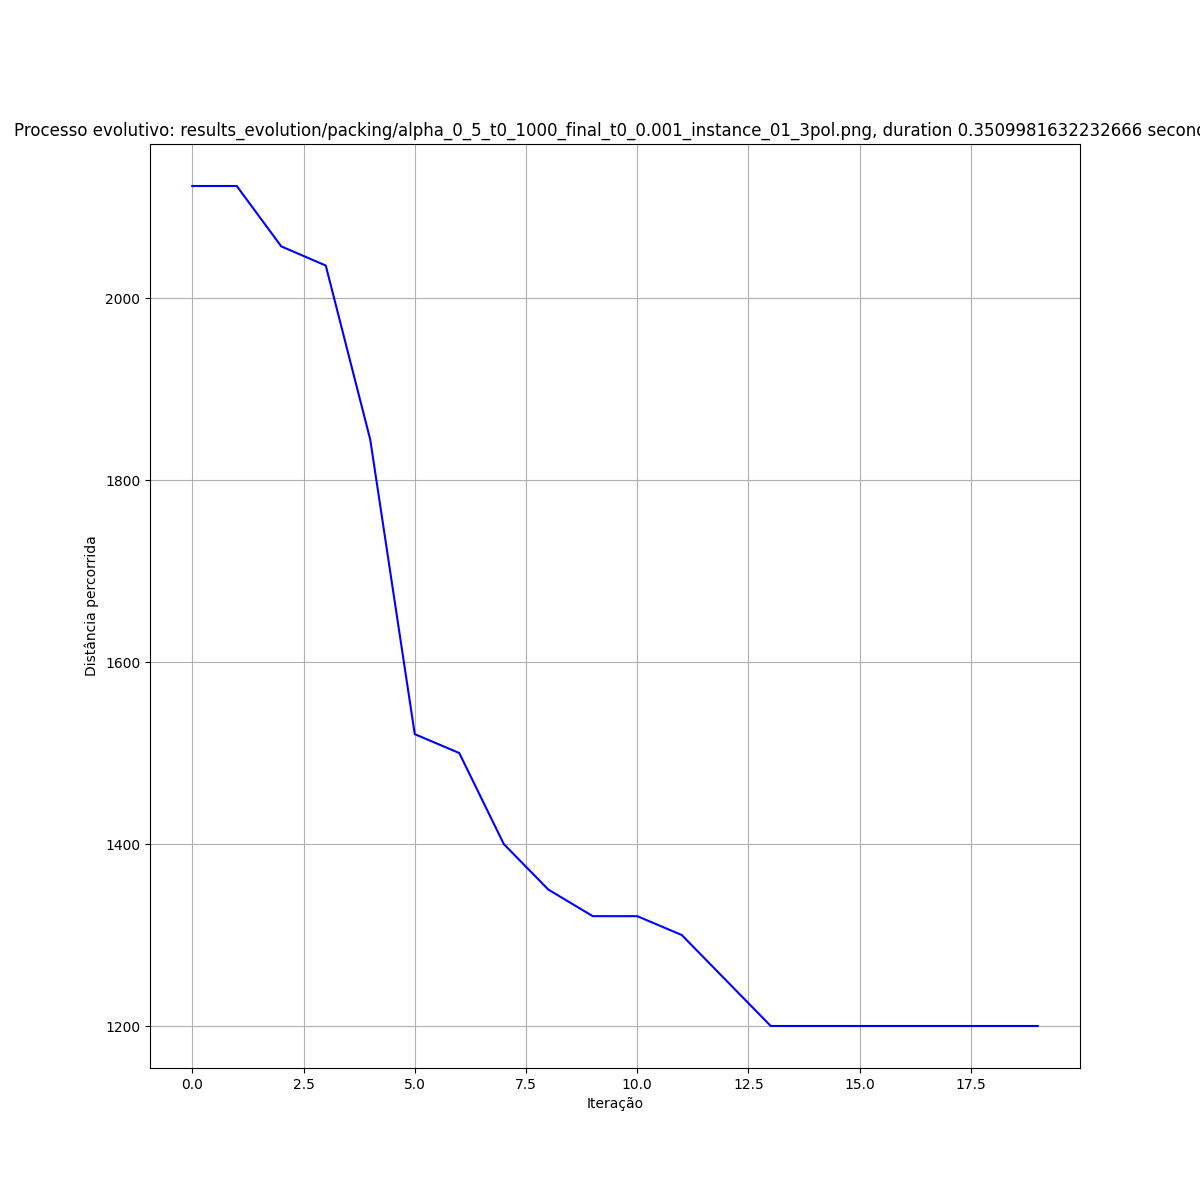 Processo evolutivo: results_evolution/packing/alpha_0_5_t0_1000_final_t0_0.001_instance_01_3pol.png, duration 0.3509981632232666
Distância percorrida
2000
1800
1600
1400
1200
0.0 2.5 5.0 7.5 10.0 12.5 15.0 17.5
Iteração